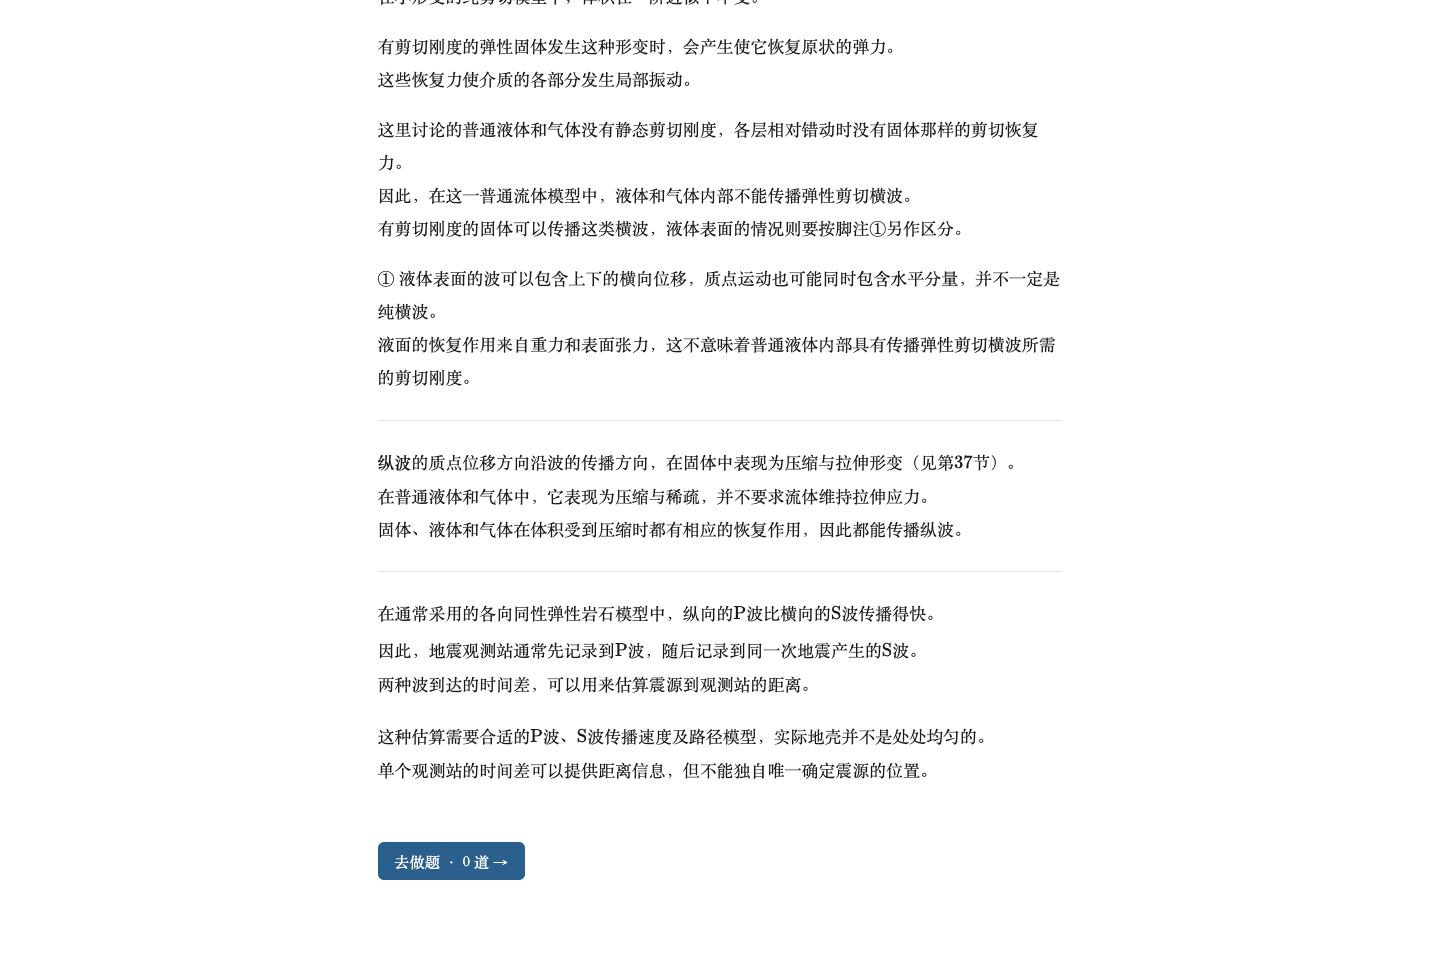 有剪切刚度的弹性固体发生这种形变时，会产生使它恢复原状的弹力。
这些恢复力使介质的各部分发生局部振动。
这里讨论的普通液体和气体没有静态剪切刚度，各层相对错动时没有固体那样的剪切恢复
力。
因此，在这一普通流体模型中，液体和气体内部不能传播弹性剪切横波。
有剪切刚度的固体可以传播这类横波，液体表面的情况则要按脚注①另作区分。
① 液体表面的波可以包含上下的横向位移，质点运动也可能同时包含水平分量，并不一定是
纯横波。
液面的恢复作用来自重力和表面张力，这不意味着普通液体内部具有传播弹性剪切横波所需
的剪切刚度。
纵波的质点位移方向沿波的传播方向，在固体中表现为压缩与拉伸形变（见第37节）。
在普通液体和气体中，它表现为压缩与稀疏，并不要求流体维持拉伸应力。
固体、液体和气体在体积受到压缩时都有相应的恢复作用，因此都能传播纵波。
在通常采用的各向同性弹性岩石模型中，纵向的P波比横向的S波传播得快。
因此，地震观测站通常先记录到P波，随后记录到同一次地震产生的S波。
两种波到达的时间差，可以用来估算震源到观测站的距离。
这种估算需要合适的P波、S波传播速度及路径模型，实际地壳并不是处处均匀的。
单个观测站的时间差可以提供距离信息，但不能独自唯一确定震源的位置。
去做题 · 0 道 →